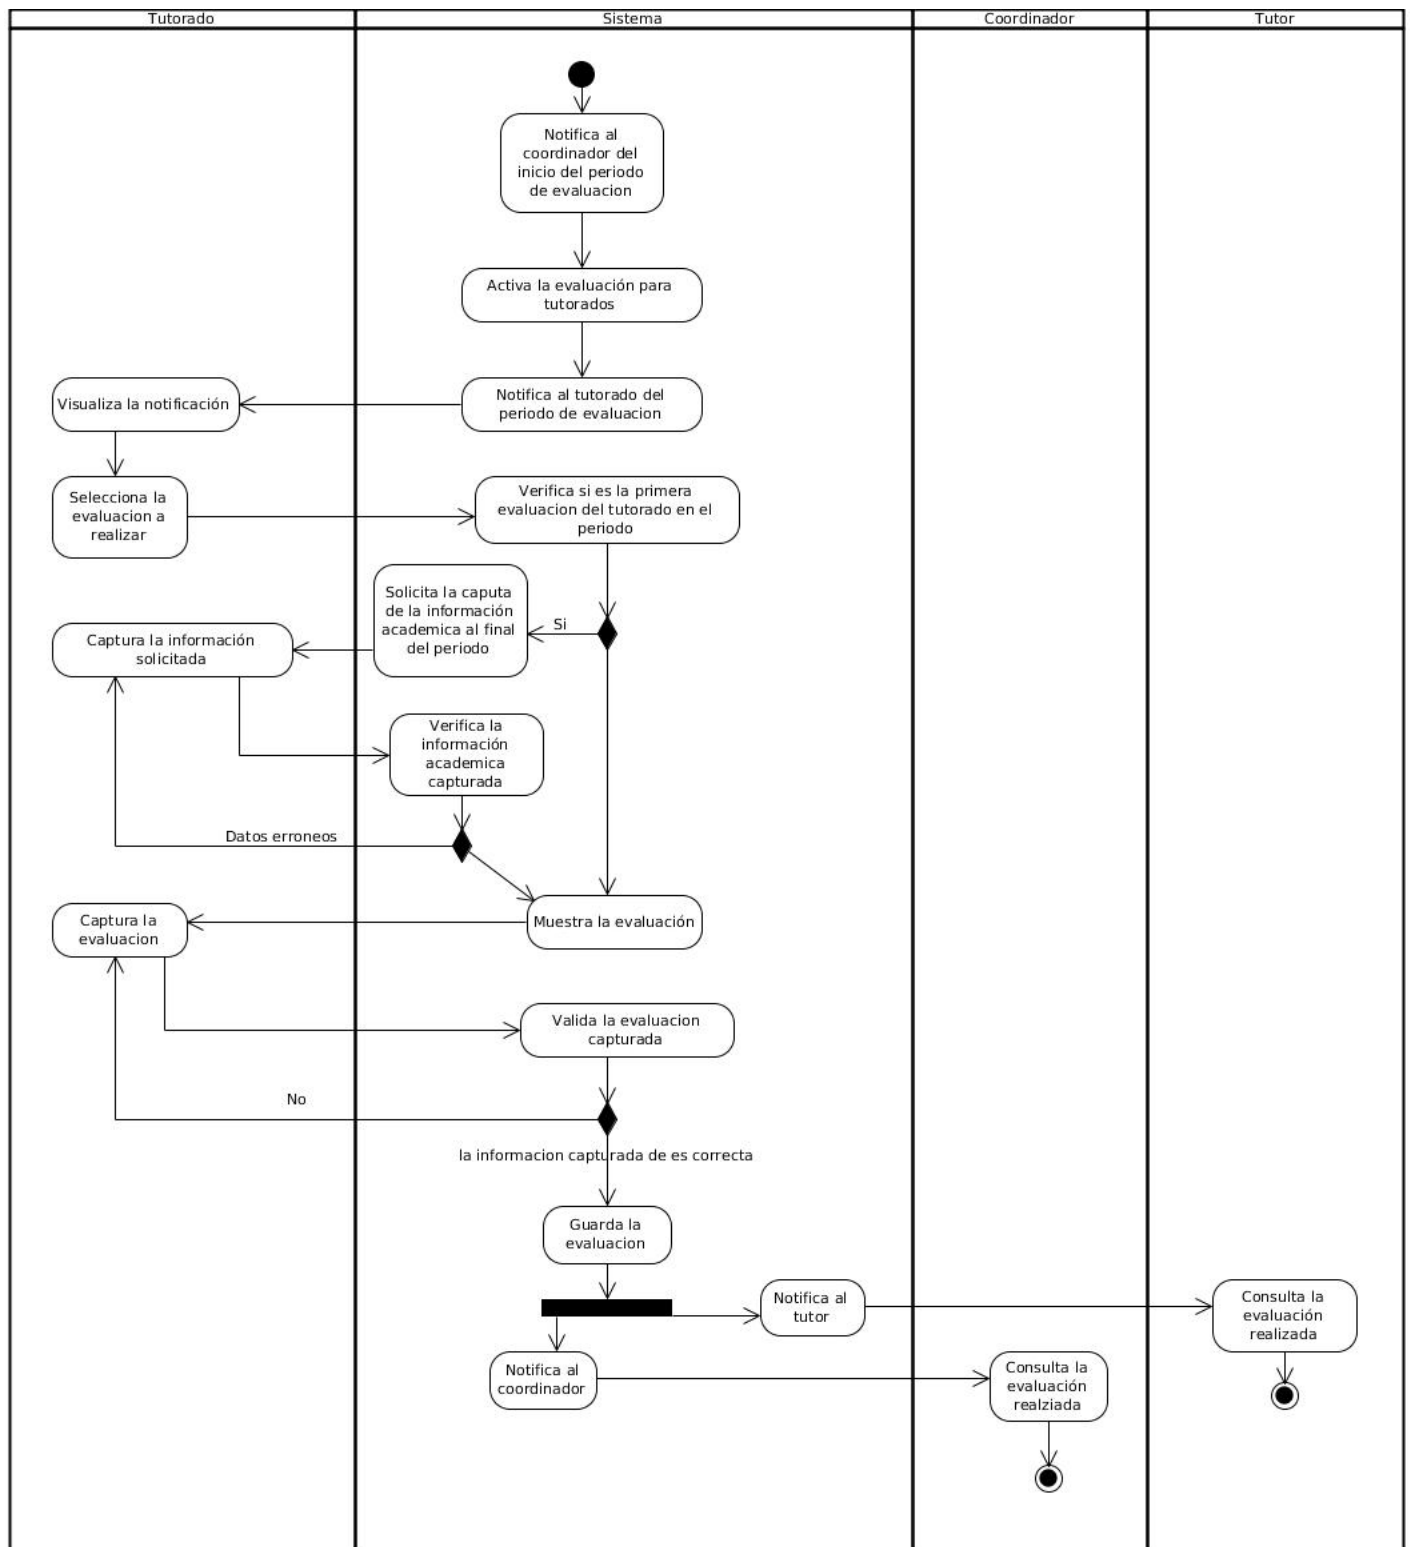 Tutorado
Sistema
Coordinador
Tutor
Notifica al
coordinador del
inicio del periodo
de evaluacion
Activa la evaluación para
tutorados
Visualiza la notificación
Notifica al tutorado del
periodo de evaluacion
Selecciona la
evaluacion a
realizar
Verifica si es la primera
evaluacion del tutorado en el
periodo
Solicita la caputa
de la información
academica al final
del periodo
Si
Captura la información
solicitada
Verifica la
información
academica
capturada
Datos erroneos
Captura la
evaluacion
Muestra la evaluación
Valida la evaluacion
capturada
No
la informacion capturada de es correcta
Guarda la
evaluacion
Notifica al
tutor
Consulta la
evaluación
realizada
Notifica al
coordinador
Consulta la
evaluación
realziada